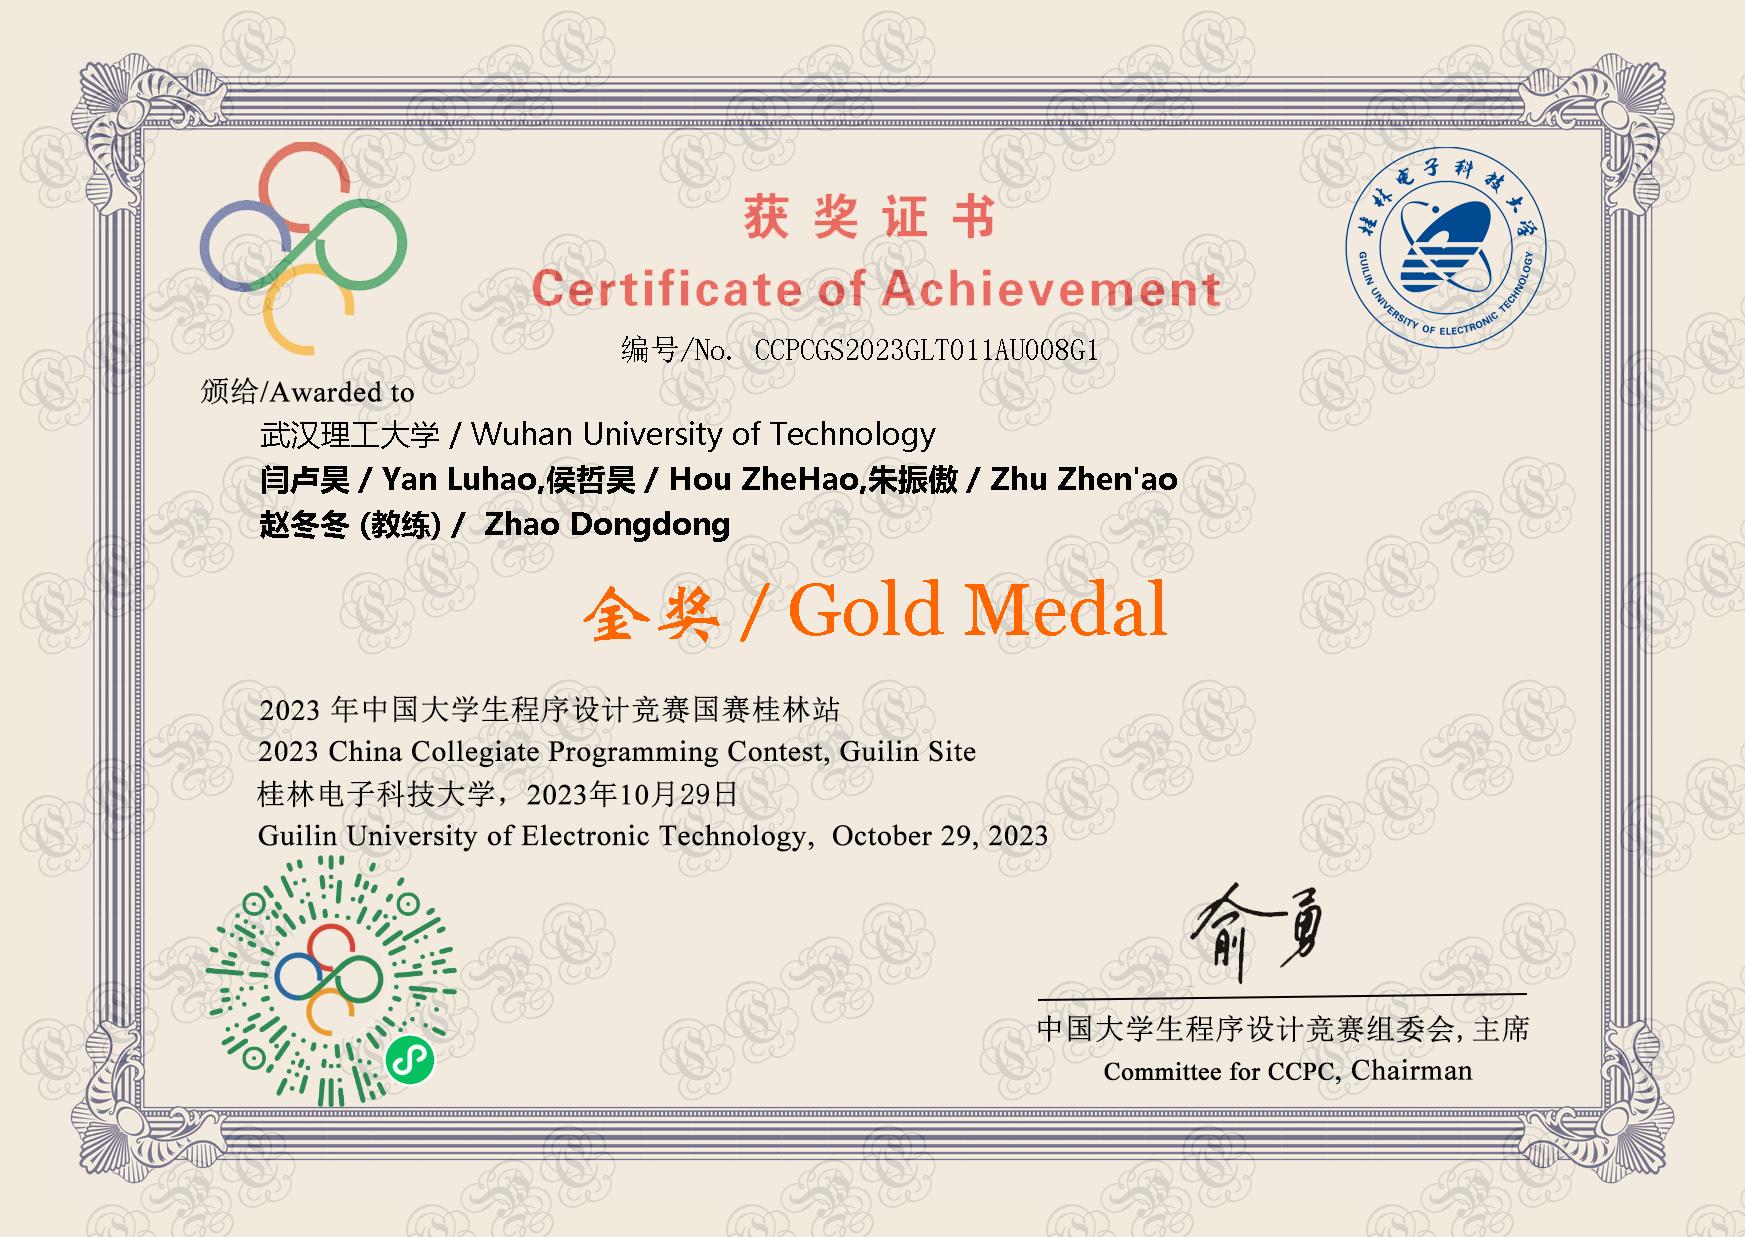 桂林电子科技大学
GUILIN UNIVERSITY OF ELECTRONIC TECHNOLOGY
获奖证书
Certificate of Achievement
编号/No. CCPCGS2023GLT011AU008G1
颁给/Awarded to
武汉理工大学 / Wuhan University of Technology
闫卢昊 / Yan Luhao,侯哲昊 / Hou ZheHao,朱振傲 / Zhu Zhen'ao
赵冬冬 (教练) / Zhao Dongdong
金奖 / Gold Medal
2023 年中国大学生程序设计竞赛国赛桂林站
2023 China Collegiate Programming Contest, Guilin Site
桂林电子科技大学，2023年10月29日
Guilin University of Electronic Technology, October 29, 2023
俞勇
中国大学生程序设计竞赛组委会, 主席
Committee for CCPC, Chairman